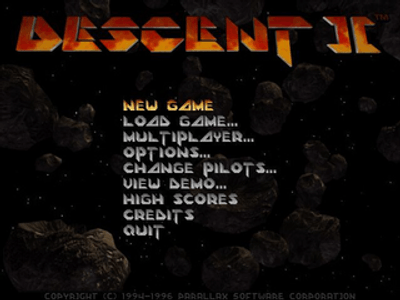 DESCENT II™
NEW GAME
LOAD GAME...
MULTIPLAYER...
OPTIONS...
CHANGE PILOTS...
VIEW DEMO...
HIGH SCORES
CREDITS
QUIT
COPYRIGHT (C) 1994-1996 PARALLAX SOFTWARE CORPORATION